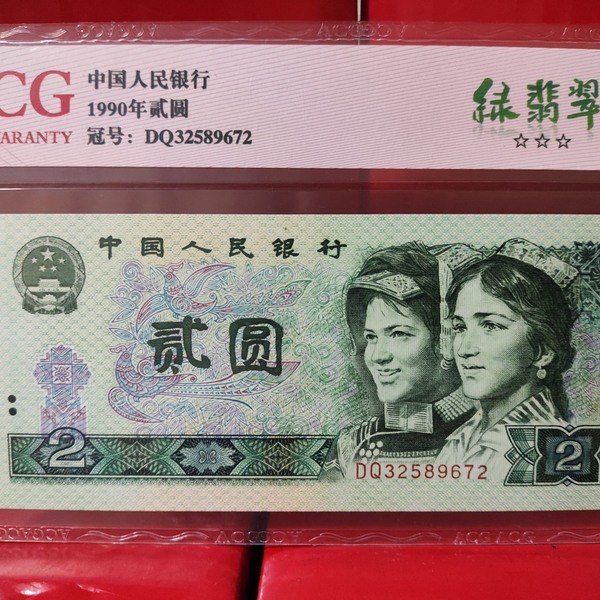 CG
ARANTY
中国人民银行
1990年贰圆
冠号：DQ32589672
绿翡翠
☆☆☆
中国人民银行
贰圆
2
DQ32589672
2